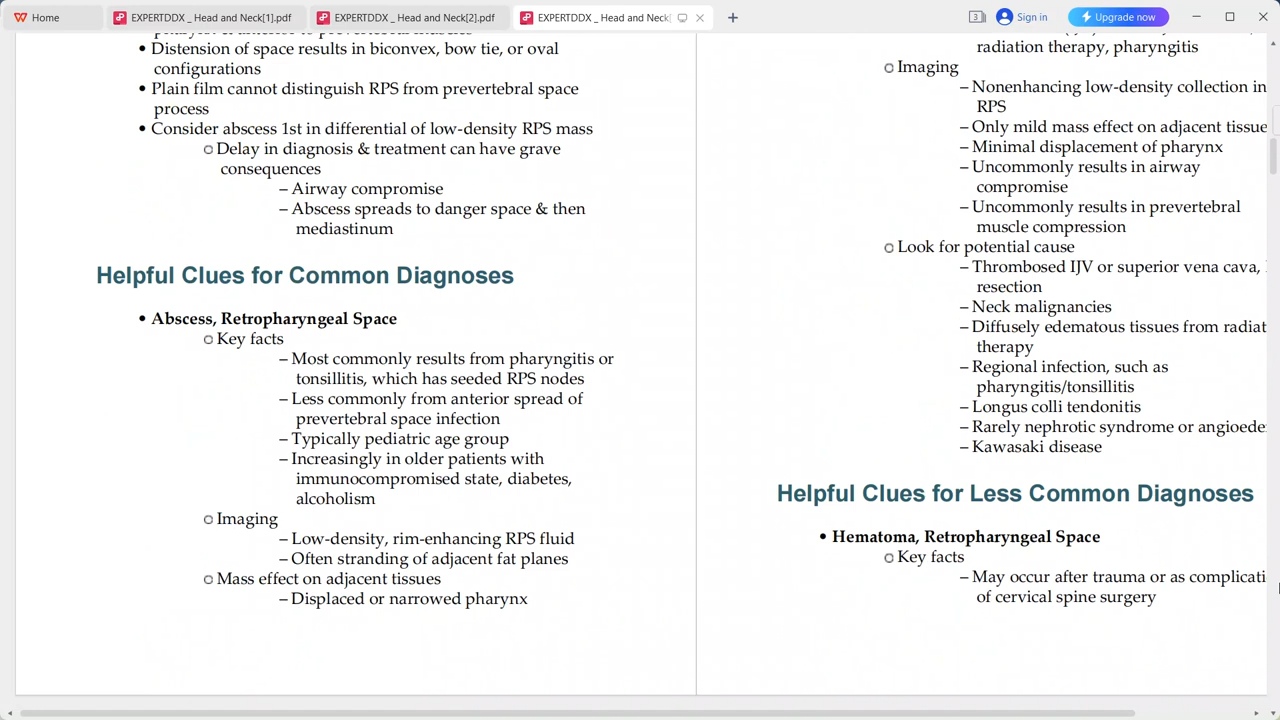 Home
EXPERTDDX _ Head and Neck[1].pdf
EXPERTDDX _ Head and Neck[2].pdf
EXPERTDDX _ Head and Neck[
3
Sign in
Upgrade now
• Distension of space results in biconvex, bow tie, or oval
configurations
• Plain film cannot distinguish RPS from prevertebral space
process
• Consider abscess 1st in differential of low-density RPS mass
Delay in diagnosis & treatment can have grave
consequences
– Airway compromise
– Abscess spreads to danger space & then
mediastinum
Helpful Clues for Common Diagnoses
• Abscess, Retropharyngeal Space
Key facts
– Most commonly results from pharyngitis or
tonsillitis, which has seeded RPS nodes
– Less commonly from anterior spread of
prevertebral space infection
– Typically pediatric age group
– Increasingly in older patients with
immunocompromised state, diabetes,
alcoholism
Imaging
– Low-density, rim-enhancing RPS fluid
– Often stranding of adjacent fat planes
Mass effect on adjacent tissues
– Displaced or narrowed pharynx
radiation therapy, pharyngitis
Imaging
– Nonenhancing low-density collection in
RPS
– Only mild mass effect on adjacent tissue
– Minimal displacement of pharynx
– Uncommonly results in airway
compromise
– Uncommonly results in prevertebral
muscle compression
Look for potential cause
– Thrombosed IJV or superior vena cava,
resection
– Neck malignancies
– Diffusely edematous tissues from radiat
therapy
– Regional infection, such as
pharyngitis/tonsillitis
– Longus colli tendonitis
– Rarely nephrotic syndrome or angioede
– Kawasaki disease
Helpful Clues for Less Common Diagnoses
• Hematoma, Retropharyngeal Space
Key facts
– May occur after trauma or as complicati
of cervical spine surgery